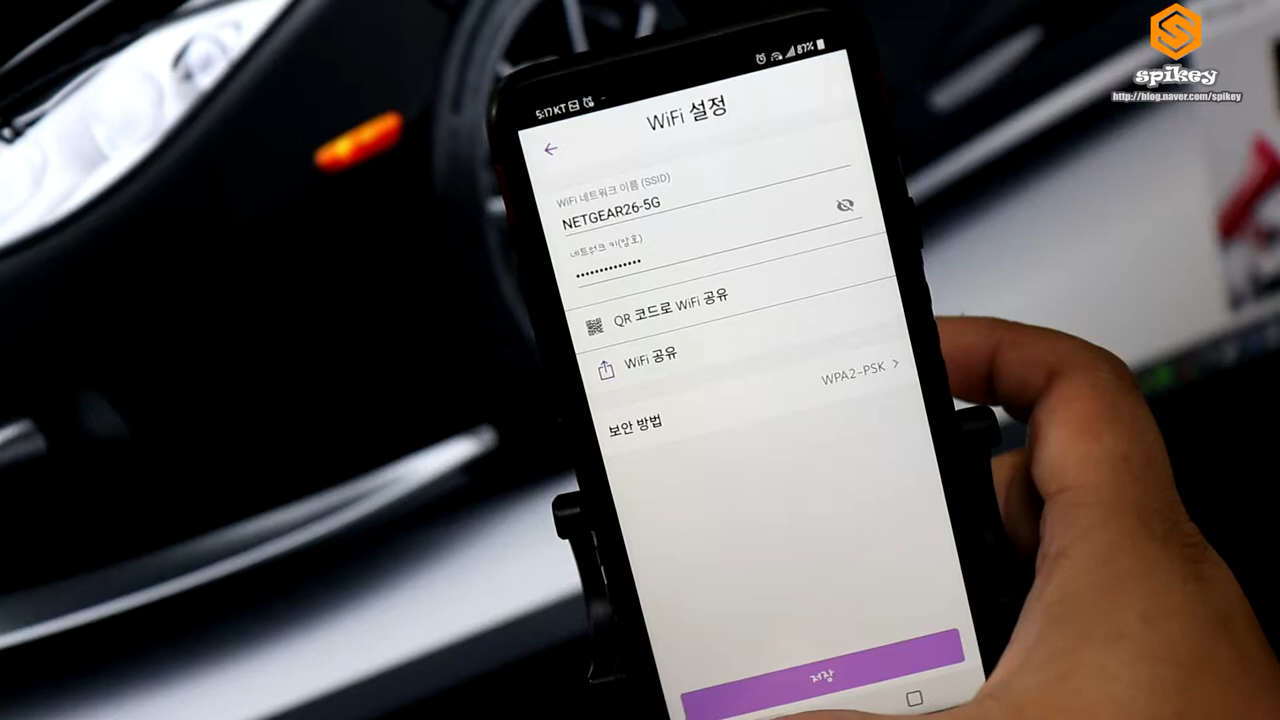 spikey
http://blog.naver.com/spikey
5:17 KT
87%
WiFi 설정
WiFi 네트워크 이름 (SSID)
NETGEAR26-5G
네트워크 키(암호)
••••••••••••••
QR 코드로 WiFi 공유
WiFi 공유
WPA2-PSK >
보안 방법
저장